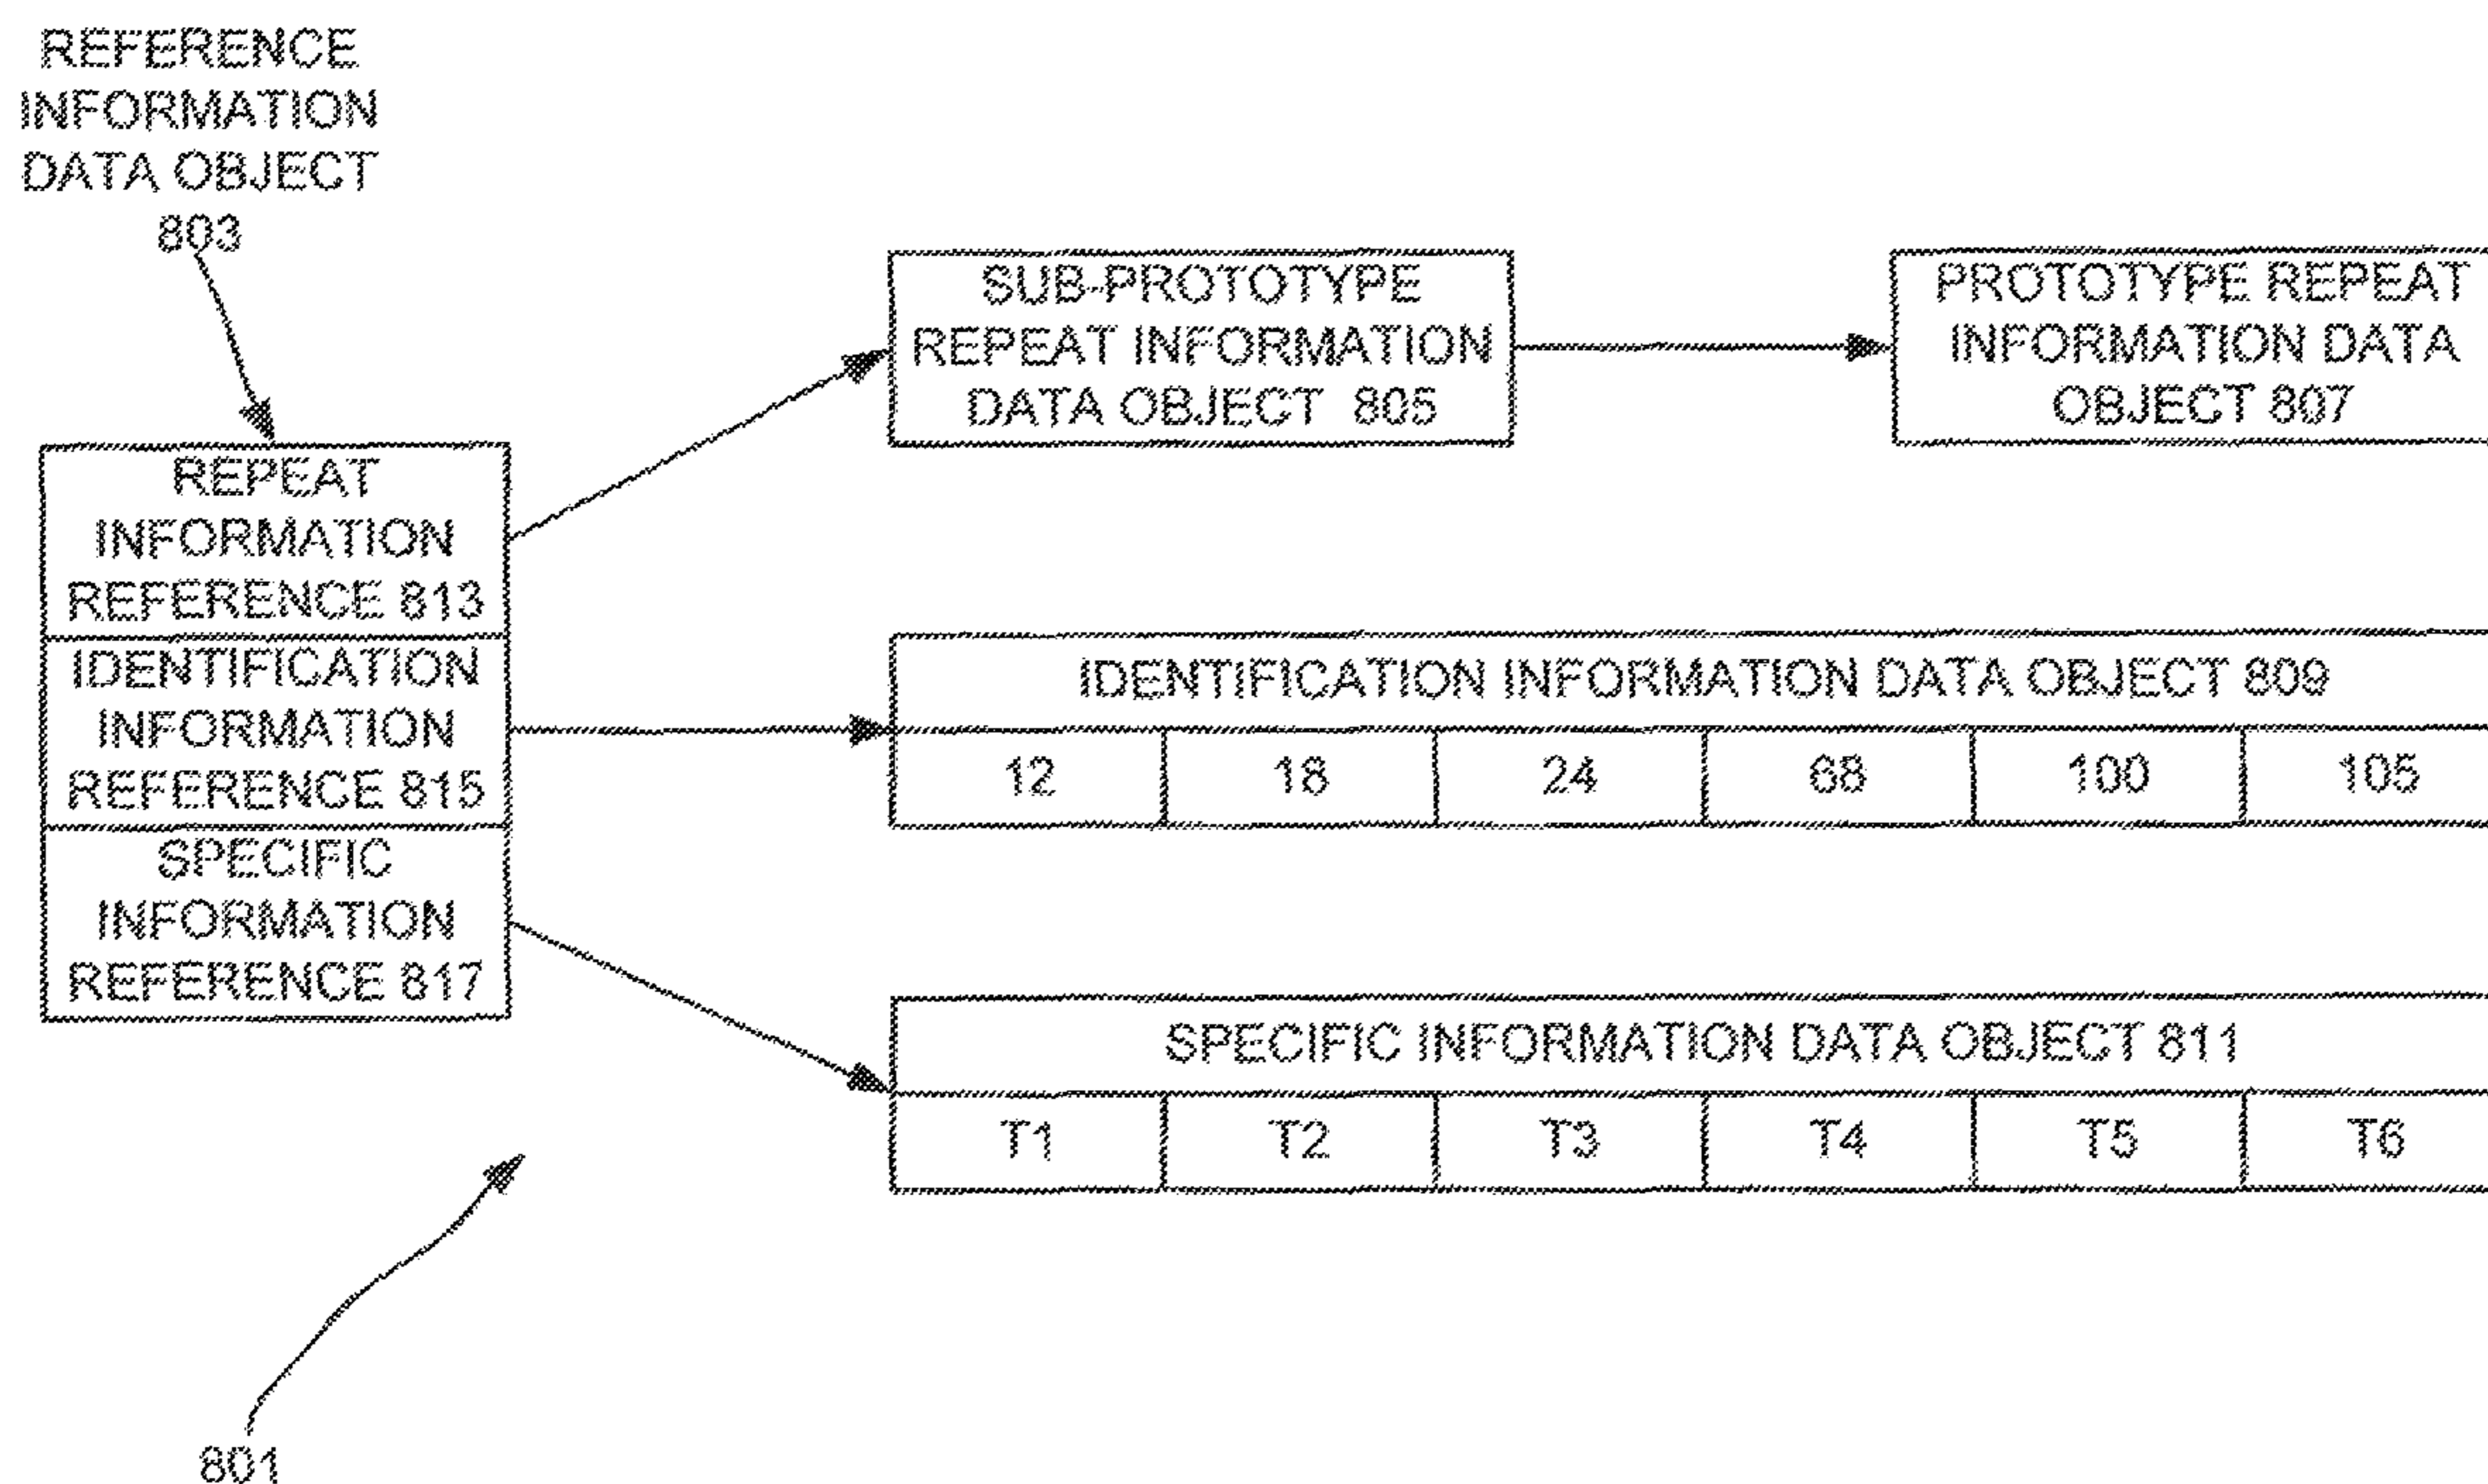 REFERENCE
INFORMATION
DATA OBJECT
803
SUB-PROTOTYPE
REPEAT INFORMATION
DATA OBJECT 805
PROTOTYPE REPEAT
INFORMATION DATA
OBJECT 807
REPEAT
INFORMATION
REFERENCE 813
IDENTIFICATION
INFORMATION
REFERENCE 815
SPECIFIC
INFORMATION
REFERENCE 817
IDENTIFICATION INFORMATION DATA OBJECT 809
12 18 24 68 100 105
SPECIFIC INFORMATION DATA OBJECT 811
T1 T2 T3 T4 T5 T6
801